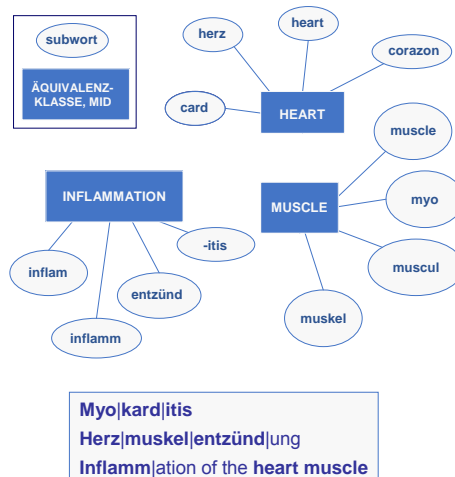 subwort
ÄQUIVALENZ-
KLASSE, MID
herz
heart
corazon
card
HEART
muscle
INFLAMMATION
MUSCLE
myo
-itis
muscul
inflam
entzünd
inflamm
muskel
Myo|kard|itis
Herz|muskel|entzünd|ung
Inflamm|ation of the heart muscle